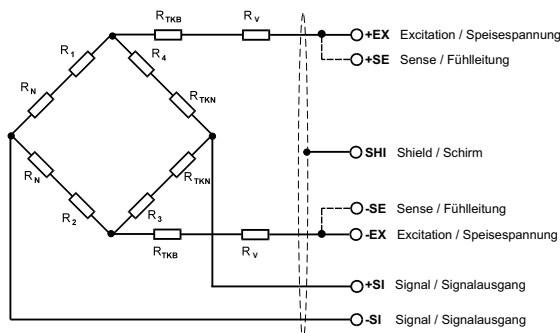 R_TKB R_V +EX Excitation / Speisespannung
R_1 R_4 +SE Sense / Fühlleitung
R_N R_TKN
SHI Shield / Schirm
R_N R_TKN
R_2 R_3 -SE Sense / Fühlleitung
R_TKB R_V -EX Excitation / Speisespannung
+SI Signal / Signalausgang
-SI Signal / Signalausgang